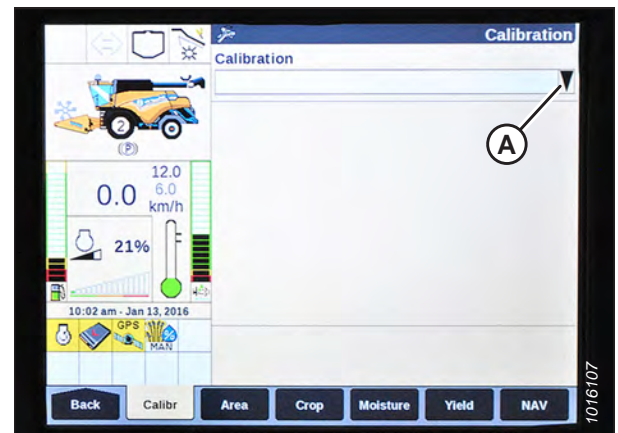 Calibration
Calibration
A
2
(P)
12.0
6.0
0.0
km/h
21%
10:02 am - Jan 13, 2016
GPS
MAN
Back
Calibr
Area
Crop
Moisture
Yield
NAV
1016107